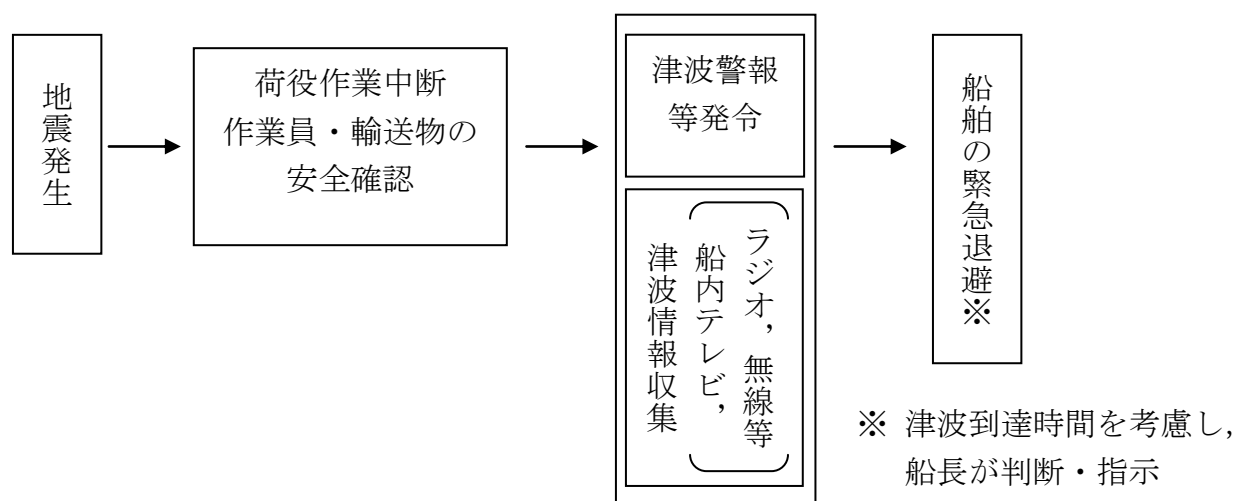 地震発生
荷役作業中断
作業員・輸送物の
安全確認
津波警報
等発令
津波情報収集
船内テレビ，
ラジオ，無線等
船舶の緊急退避※
※ 津波到達時間を考慮し，
船長が判断・指示